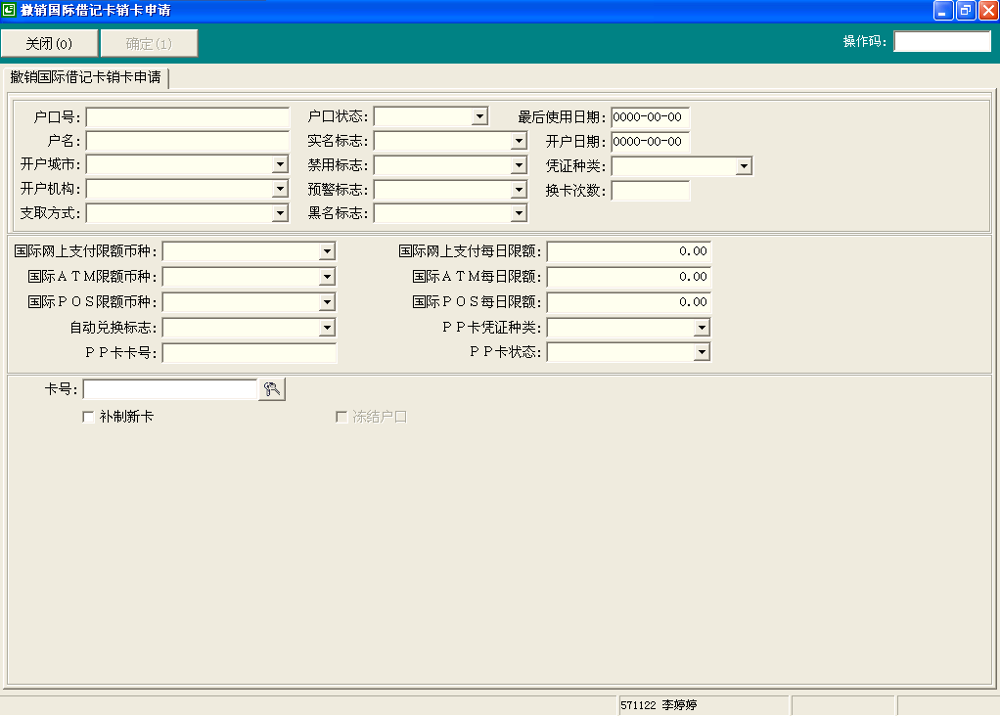 撤销国际借记卡销卡申请
关闭(0) 确定(1) 操作码:
撤销国际借记卡销卡申请
户口号: 户口状态: 最后使用日期: 0000-00-00
户名: 实名标志: 开户日期: 0000-00-00
开户城市: 禁用标志: 凭证种类:
开户机构: 预警标志: 换卡次数:
支取方式: 黑名标志:
国际网上支付限额币种: 国际网上支付每日限额: 0.00
国际ＡＴＭ限额币种: 国际ＡＴＭ每日限额: 0.00
国际ＰＯＳ限额币种: 国际ＰＯＳ每日限额: 0.00
自动兑换标志: ＰＰ卡凭证种类:
ＰＰ卡卡号: ＰＰ卡状态:
卡号:
补制新卡 冻结户口
571122 李婷婷